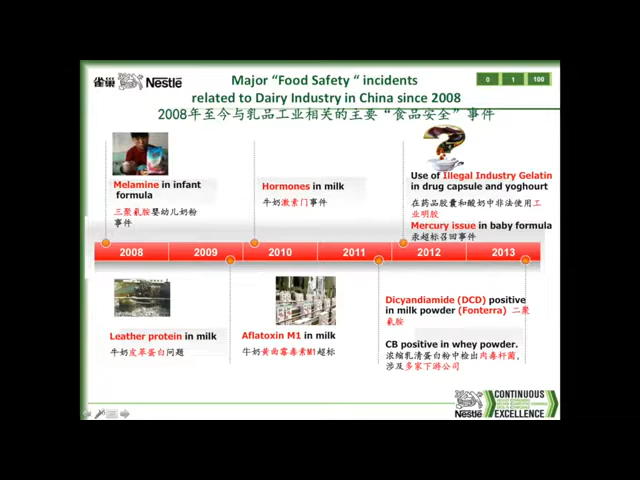 雀巢 Nestlé
Major “Food Safety “ incidents
related to Dairy Industry in China since 2008
2008年至今与乳品工业相关的主要“食品安全”事件
0 1 100
Melamine in infant
formula
三聚氰胺婴幼儿奶粉
事件
Hormones in milk
牛奶激素门事件
Use of Illegal Industry Gelatin
in drug capsule and yoghourt
在药品胶囊和酸奶中非法使用工
业明胶
Mercury issue in baby formula
汞超标召回事件
2008 2009 2010 2011 2012 2013
Leather protein in milk
牛奶皮革蛋白问题
Aflatoxin M1 in milk
牛奶黄曲霉毒素M1超标
Dicyandiamide (DCD) positive
in milk powder (Fonterra) 二聚
氰胺
CB positive in whey powder.
浓缩乳清蛋白粉中检出肉毒杆菌,
涉及多家下游公司
Nestlé
CONTINUOUS
EXCELLENCE